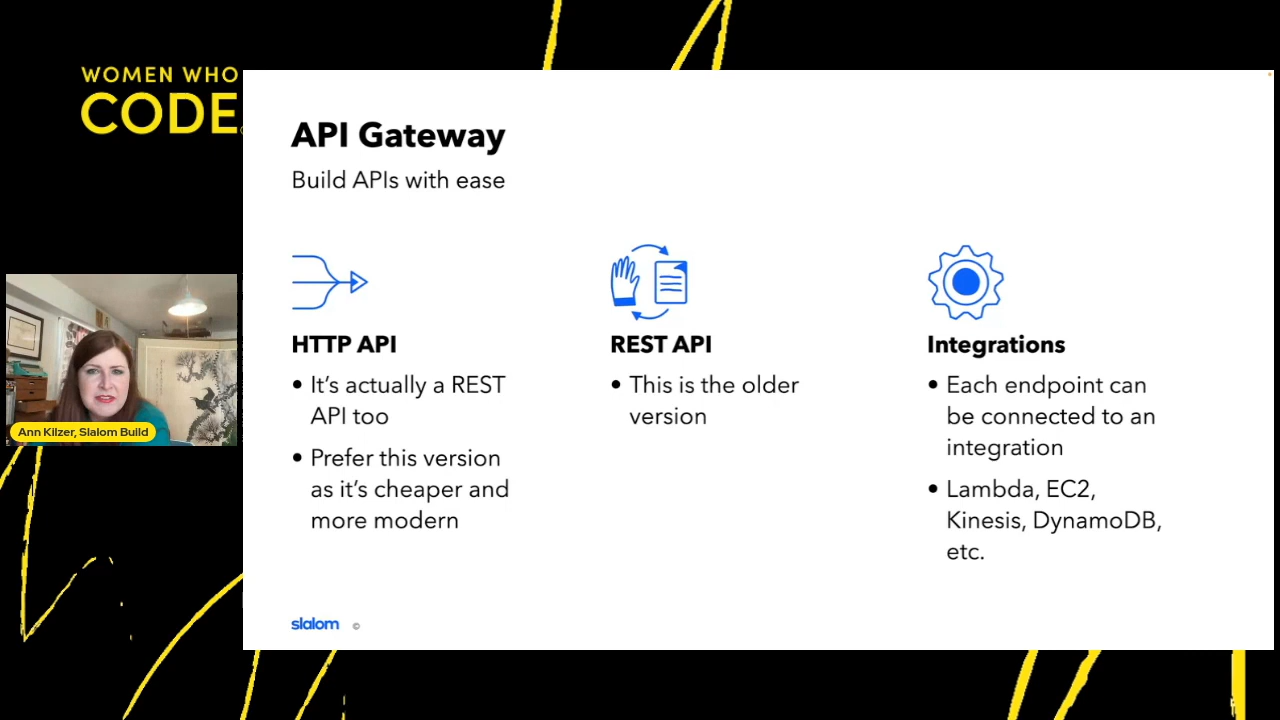 WOMEN WHO
CODE
API Gateway
Build APIs with ease
HTTP API
• It’s actually a REST
API too
• Prefer this version
as it’s cheaper and
more modern
REST API
• This is the older
version
Integrations
• Each endpoint can
be connected to an
integration
• Lambda, EC2,
Kinesis, DynamoDB,
etc.
Ann Kilzer, Slalom Build
slalom ©